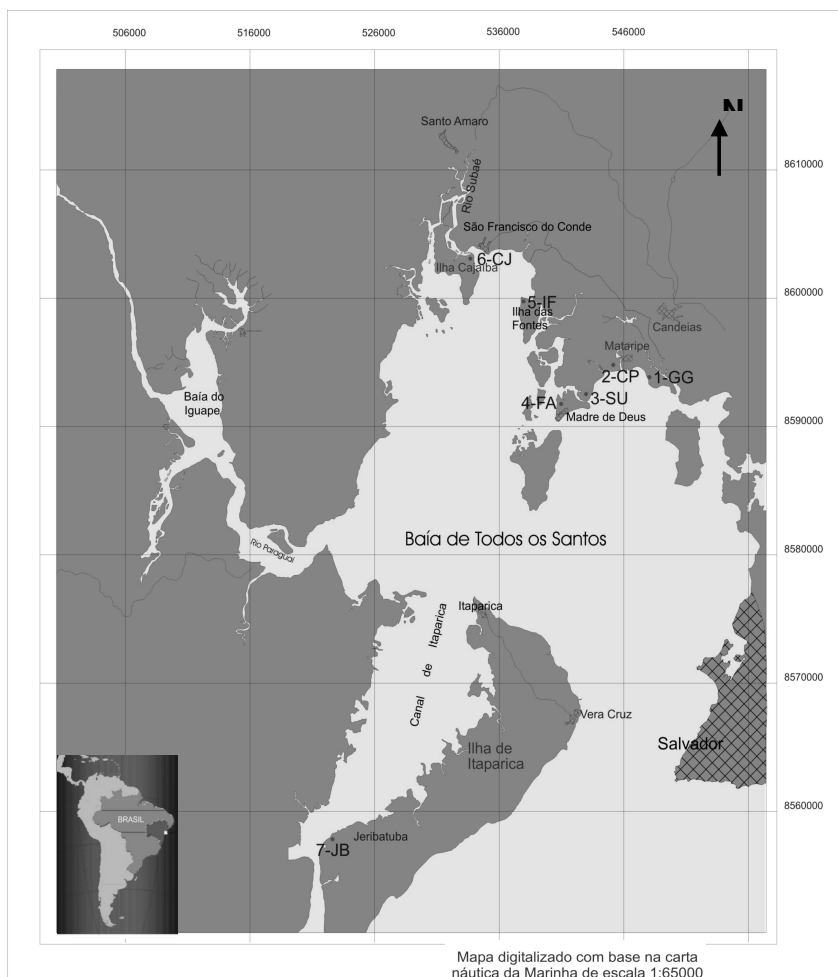 506000 516000 526000 536000 546000
N
Santo Amaro
8610000
Rio Subaé
São Francisco do Conde
6-CJ
Ilha Cajaíba
8600000
5-IF
Ilha das
Fontes
Candeias
Mataripe
2-CP
1-GG
3-SU
4-FA
Madre de Deus
Baía do
Iguape
8590000
Baía de Todos os Santos
Rio Paraguai
8580000
Itaparica
Canal de Itaparica
8570000
Vera Cruz
Salvador
Ilha de
Itaparica
8560000
BRASIL
Jeribatuba
7-JB
Mapa digitalizado com base na carta
náutica da Marinha de escala 1:65000